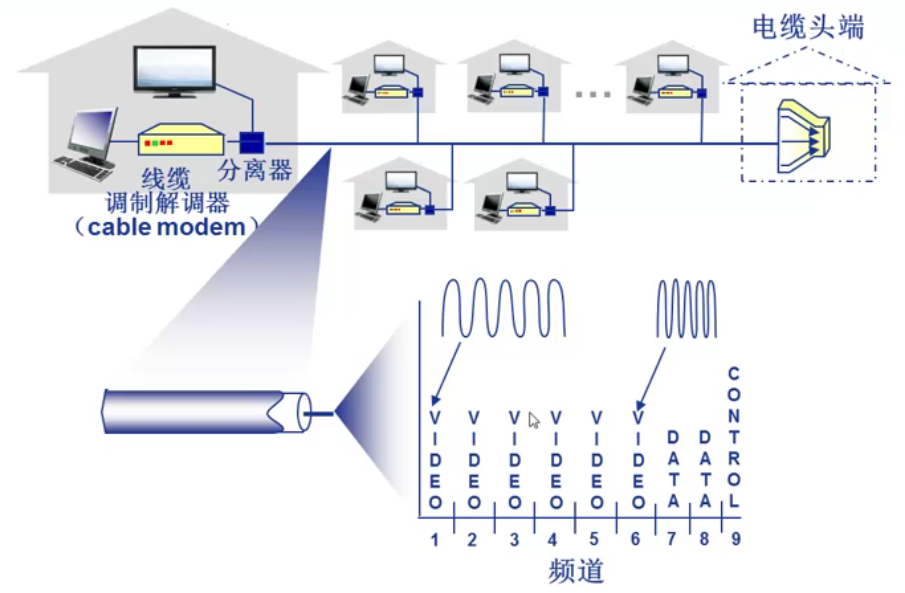 电缆头端
分离器
线缆
调制解调器
（cable modem）
VIDEO VIDEO VIDEO VIDEO VIDEO VIDEO DATA DATA CONTROL
1 2 3 4 5 6 7 8 9
频道